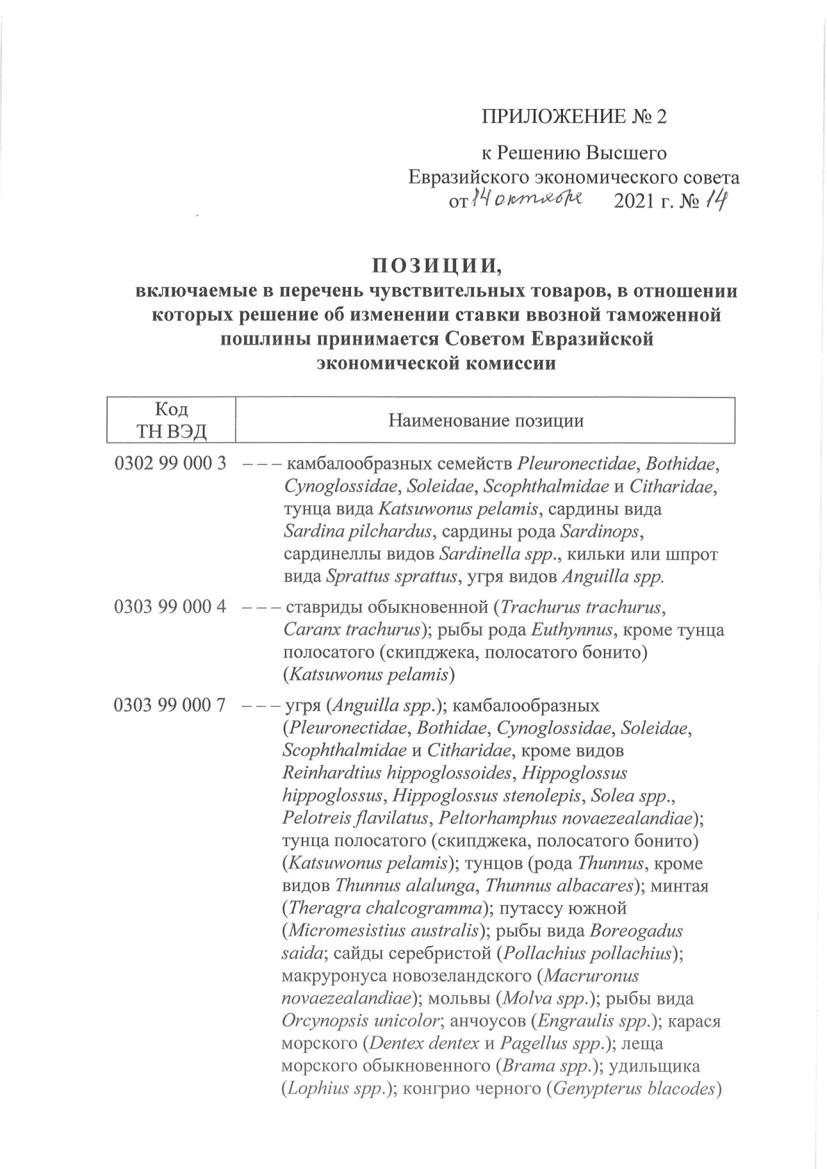 ПРИЛОЖЕНИЕ № 2
к Решению Высшего
Евразийского экономического совета
от 14 октября 2021 г. № 14
ПОЗИЦИИ,
включаемые в перечень чувствительных товаров, в отношении
которых решение об изменении ставки ввозной таможенной
пошлины принимается Советом Евразийской
экономической комиссии
Код
ТН ВЭД
Наименование позиции
0302 99 000 3 – – – камбалообразных семейств Pleuronectidae, Bothidae,
Cynoglossidae, Soleidae, Scophthalmidae и Citharidae,
тунца вида Katsuwonus pelamis, сардины вида
Sardina pilchardus, сардины рода Sardinops,
сардинеллы видов Sardinella spp., кильки или шпрот
вида Sprattus sprattus, угря видов Anguilla spp.
0303 99 000 4 – – – ставриды обыкновенной (Trachurus trachurus,
Caranx trachurus); рыбы рода Euthynnus, кроме тунца
полосатого (скипджека, полосатого бонито)
(Katsuwonus pelamis)
0303 99 000 7 – – – угря (Anguilla spp.); камбалообразных
(Pleuronectidae, Bothidae, Cynoglossidae, Soleidae,
Scophthalmidae и Citharidae, кроме видов
Reinhardtius hippoglossoides, Hippoglossus
hippoglossus, Hippoglossus stenolepis, Solea spp.,
Pelotreis flavilatus, Peltorhamphus novaezealandiae);
тунца полосатого (скипджека, полосатого бонито)
(Katsuwonus pelamis); тунцов (рода Thunnus, кроме
видов Thunnus alalunga, Thunnus albacares); минтая
(Theragra chalcogramma); путассу южной
(Micromesistius australis); рыбы вида Boreogadus
saida; сайды серебристой (Pollachius pollachius);
макруронуса новозеландского (Macruronus
novaezealandiae); мольвы (Molva spp.); рыбы вида
Orcynopsis unicolor; анчоусов (Engraulis spp.); карася
морского (Dentex dentex и Pagellus spp.); леща
морского обыкновенного (Brama spp.); удильщика
(Lophius spp.); конгрио черного (Genypterus blacodes)